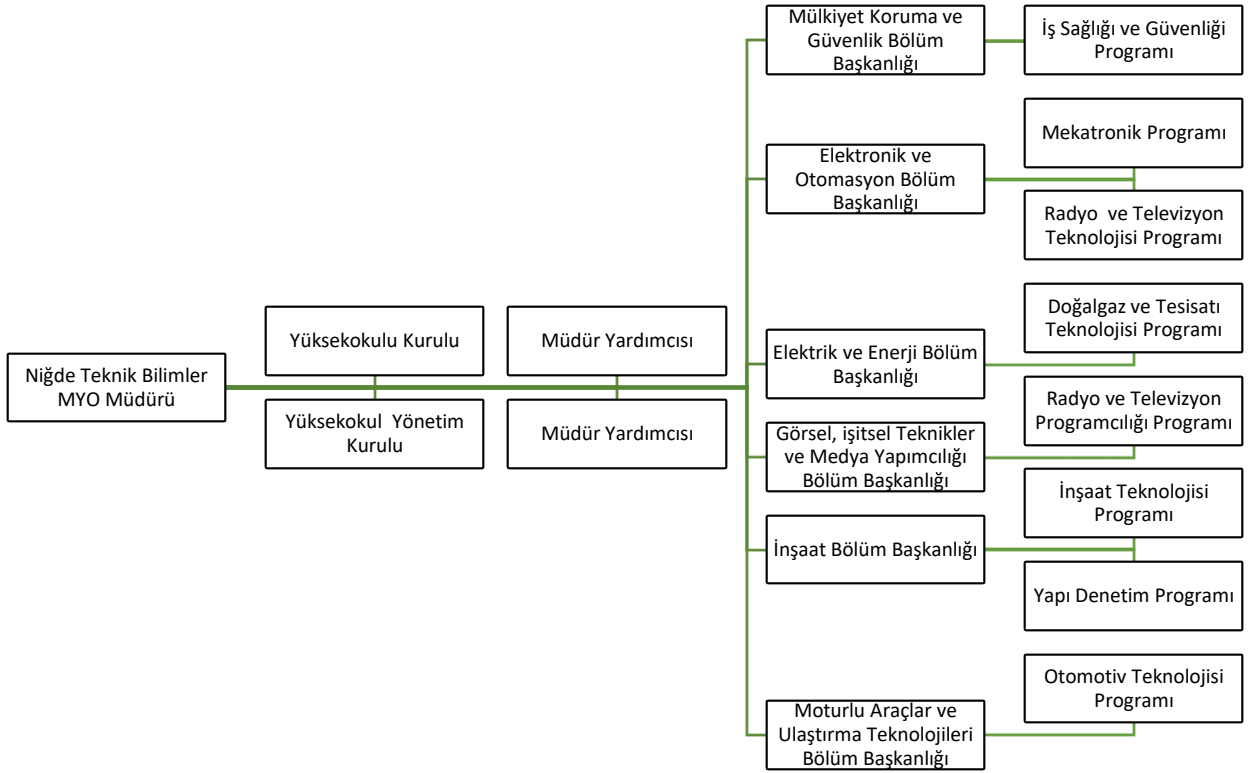 Niğde Teknik Bilimler
MYO Müdürü
Yüksekokulu Kurulu
Yüksekokul  Yönetim
Kurulu
Müdür Yardımcısı
Müdür Yardımcısı
Mülkiyet Koruma ve
Güvenlik Bölüm
Başkanlığı
İş Sağlığı ve Güvenliği
Programı
Elektronik ve
Otomasyon Bölüm
Başkanlığı
Mekatronik Programı
Radyo  ve Televizyon
Teknolojisi Programı
Elektrik ve Enerji Bölüm
Başkanlığı
Doğalgaz ve Tesisatı
Teknolojisi Programı
Görsel, işitsel Teknikler
ve Medya Yapımcılığı
Bölüm Başkanlığı
Radyo ve Televizyon
Programcılığı Programı
İnşaat Bölüm Başkanlığı
İnşaat Teknolojisi
Programı
Yapı Denetim Programı
Moturlu Araçlar ve
Ulaştırma Teknolojileri
Bölüm Başkanlığı
Otomotiv Teknolojisi
Programı